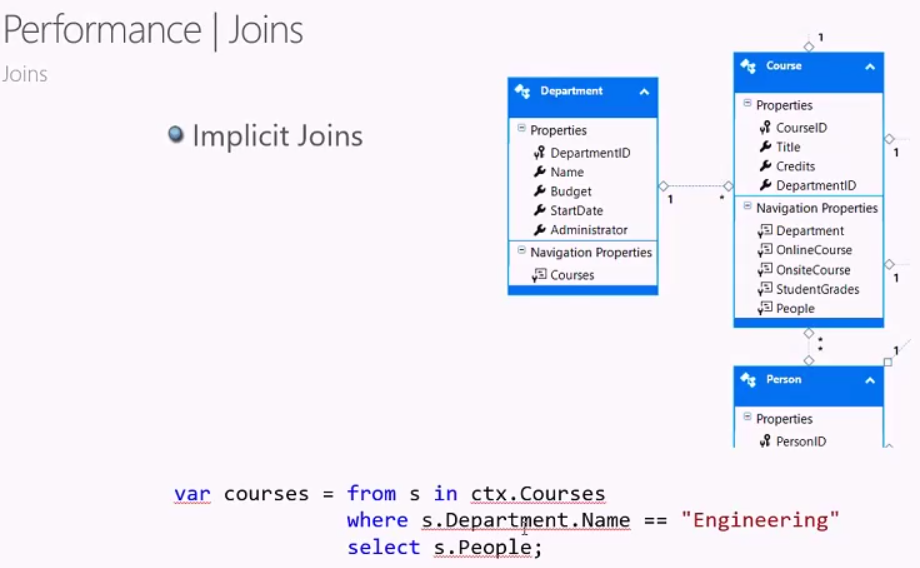 Performance | Joins
Joins
Implicit Joins
Department
Properties
DepartmentID
Name
Budget
StartDate
Administrator
Navigation Properties
Courses
1
*
1
Course
Properties
CourseID
Title
Credits
DepartmentID
Navigation Properties
Department
OnlineCourse
OnsiteCourse
StudentGrades
People
1
1
*
*
1
Person
Properties
PersonID
var courses = from s in ctx.Courses
where s.Department.Name == "Engineering"
select s.People;